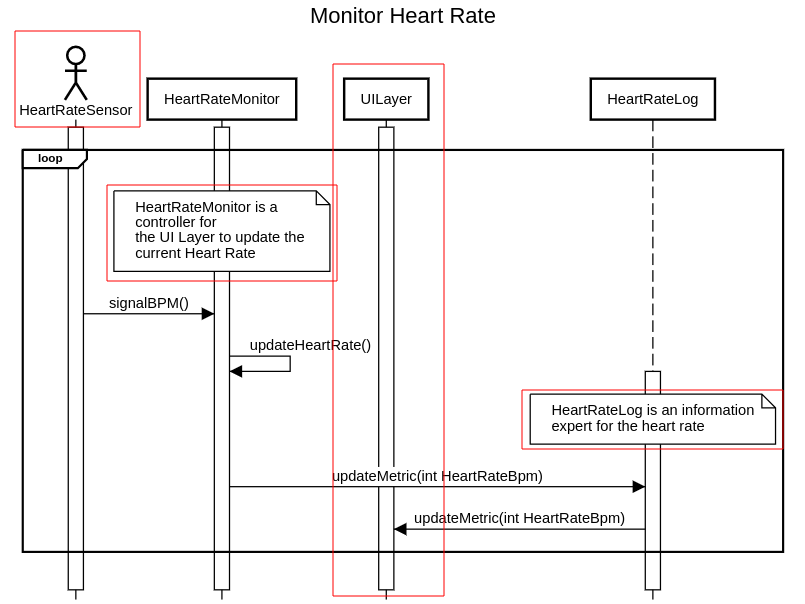 Monitor Heart Rate
HeartRateSensor
HeartRateMonitor
UILayer
HeartRateLog
loop
HeartRateMonitor is a
controller for
the UI Layer to update the
current Heart Rate
signalBPM()
updateHeartRate()
HeartRateLog is an information
expert for the heart rate
updateMetric(int HeartRateBpm)
updateMetric(int HeartRateBpm)